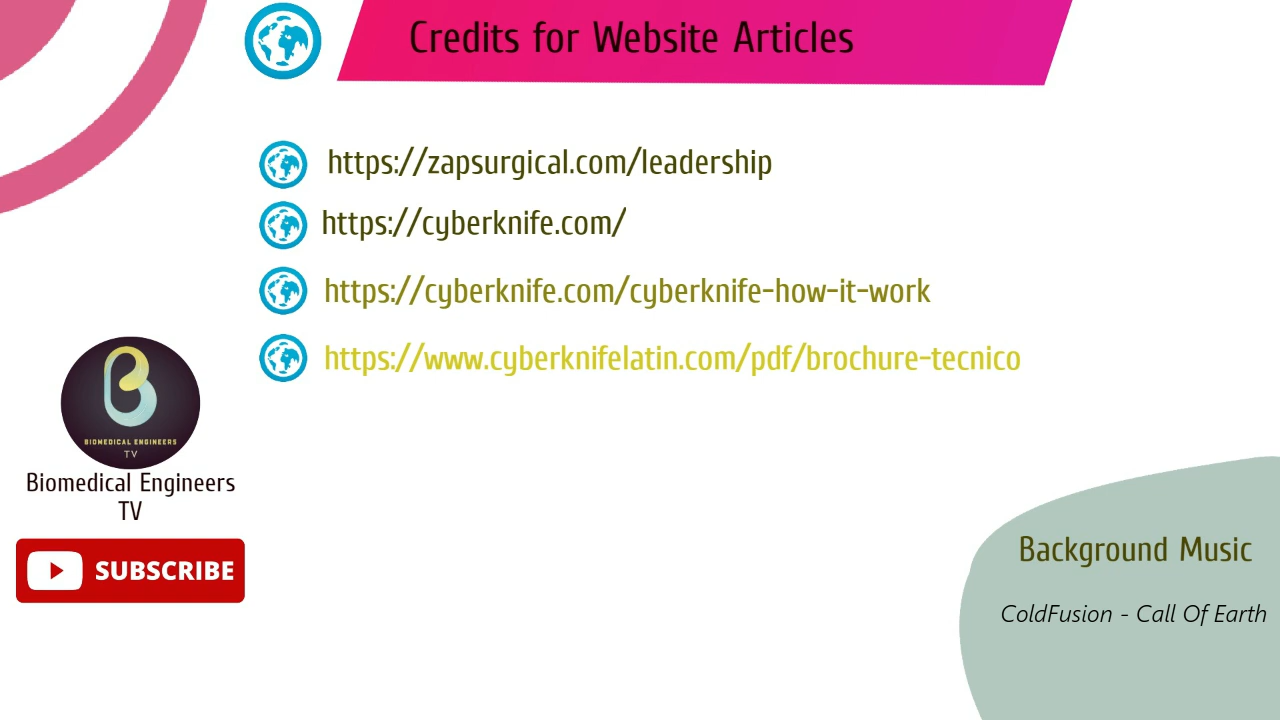 Credits for Website Articles
https://zapsurgical.com/leadership
https://cyberknife.com/
https://cyberknife.com/cyberknife-how-it-work
https://www.cyberknifelatin.com/pdf/brochure-tecnico
BIOMEDICAL ENGINEERS
TV
Biomedical Engineers
TV
SUBSCRIBE
Background Music
ColdFusion - Call Of Earth